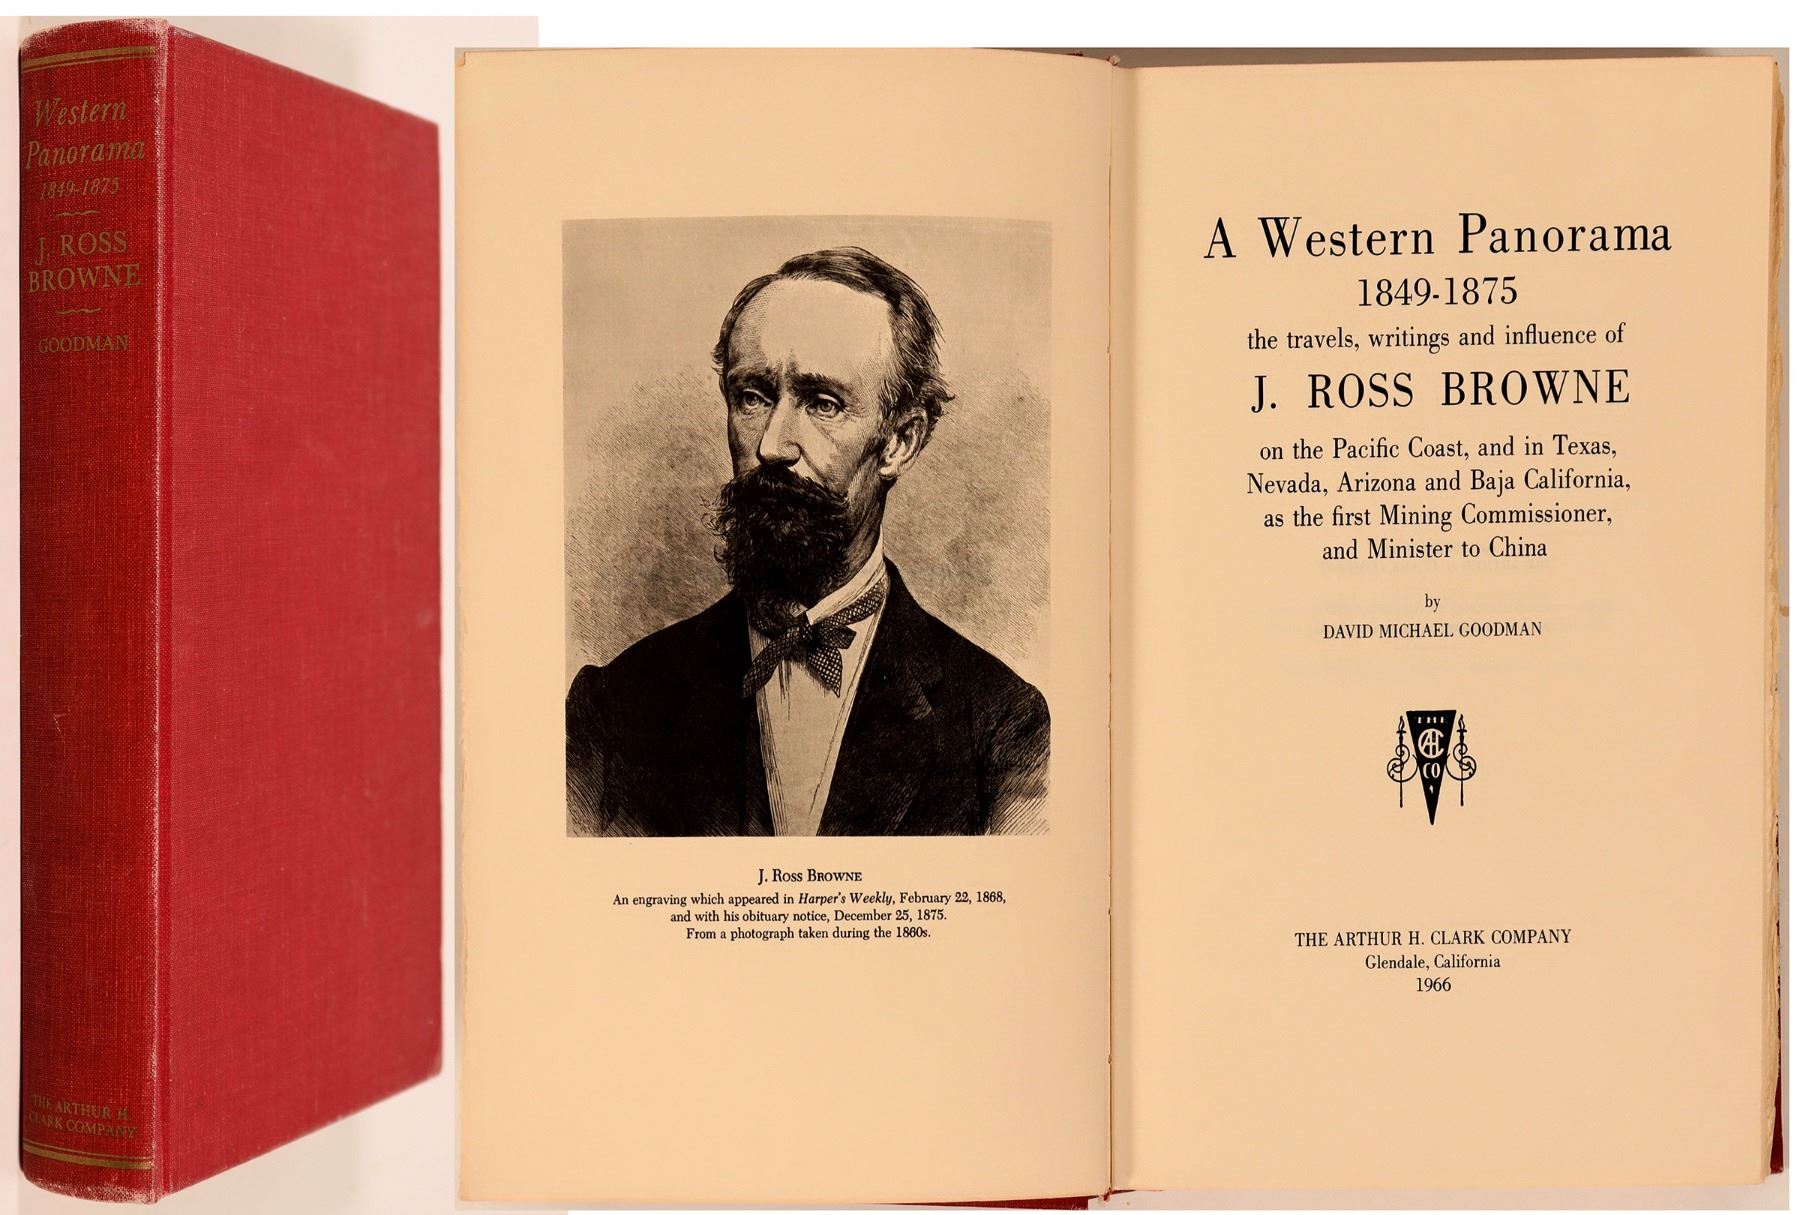 Western
Panorama
1849-1875
J. ROSS
BROWNE
GOODMAN
THE ARTHUR H.
CLARK COMPANY
J. ROSS BROWNE
An engraving which appeared in Harper's Weekly, February 22, 1868,
and with his obituary notice, December 25, 1875.
From a photograph taken during the 1860s.
A Western Panorama
1849-1875
the travels, writings and influence of
J. ROSS BROWNE
on the Pacific Coast, and in Texas,
Nevada, Arizona and Baja California,
as the first Mining Commissioner,
and Minister to China
by
DAVID MICHAEL GOODMAN
THE
AHC
CO
THE ARTHUR H. CLARK COMPANY
Glendale, California
1966